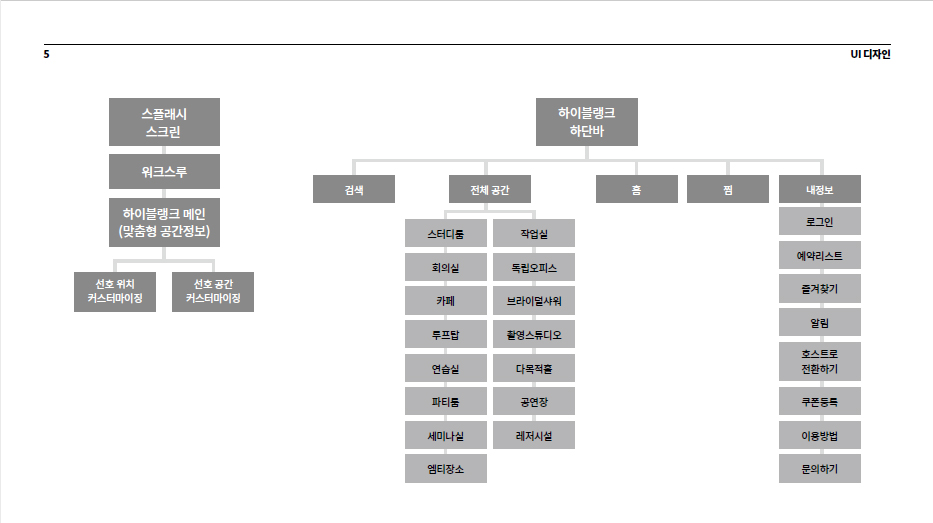 5
UI 디자인
스플래시
스크린
워크스루
하이블랭크 메인
(맞춤형 공간정보)
선호 위치
커스터마이징
선호 공간
커스터마이징
하이블랭크
하단바
검색
전체 공간
홈
찜
내정보
스터디룸
회의실
카페
루프탑
연습실
파티룸
세미나실
엠티장소
작업실
독립오피스
브라이덜샤워
촬영스튜디오
다목적홀
공연장
레저시설
로그인
예약리스트
즐겨찾기
알림
호스트로
전환하기
쿠폰등록
이용방법
문의하기